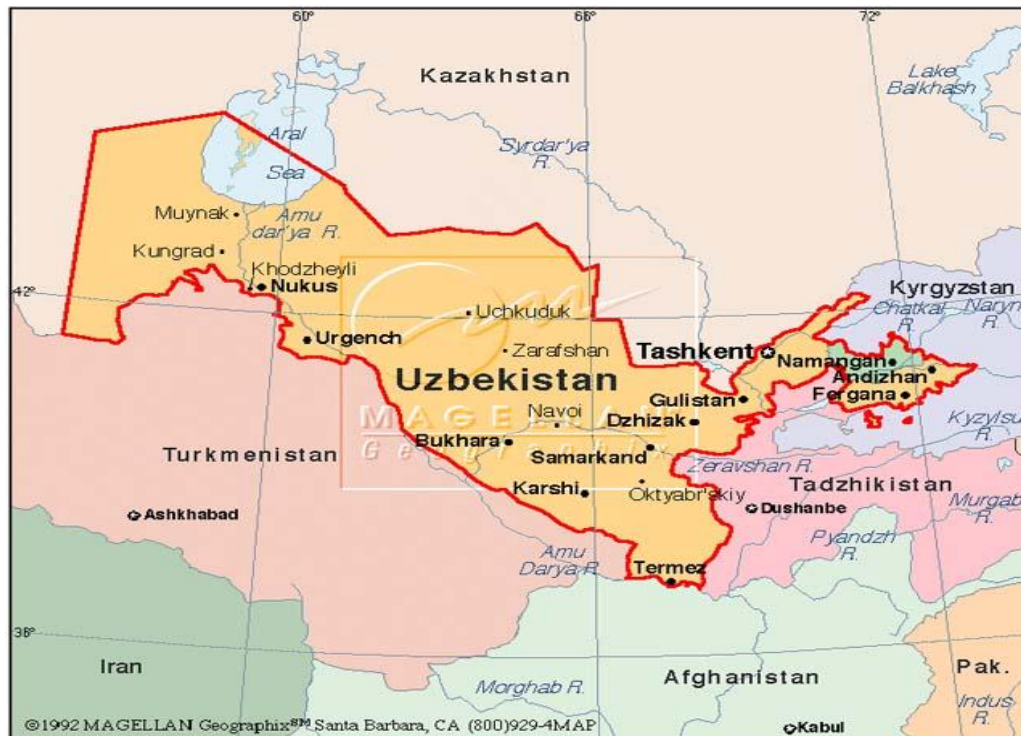 60°
66°
72°
Kazakhstan
Lake
Balkhash
Aral
Sea
Syrdar'ya
R.
Muynak
Amu
dar'ya R.
Kungrad
Khodzheyli
Nukus
42°
Kyrgyzstan
Chatkal
R.
Naryn
Uchkuduk
Urgench
Zarafshan
Tashkent
Namangan
Andizhan
Fergana
Uzbekistan
Gulistan
MAGELLAN
Geographix
Navoi
Dzhizak
Kyzylsu
Bukhara
Samarkand
Zeravshan R.
Turkmenistan
Tadzhikistan
Karshi
Oktyabr'skiy
Murgab
R.
Ashkhabad
Dushanbe
Pyandzh
R.
Amu
Darya R.
Termez
36°
Iran
Afghanistan
Pak.
Morghab R.
Indus
R.
©1992 MAGELLAN Geographix℠ Santa Barbara, CA (800)929-4MAP
Kabul